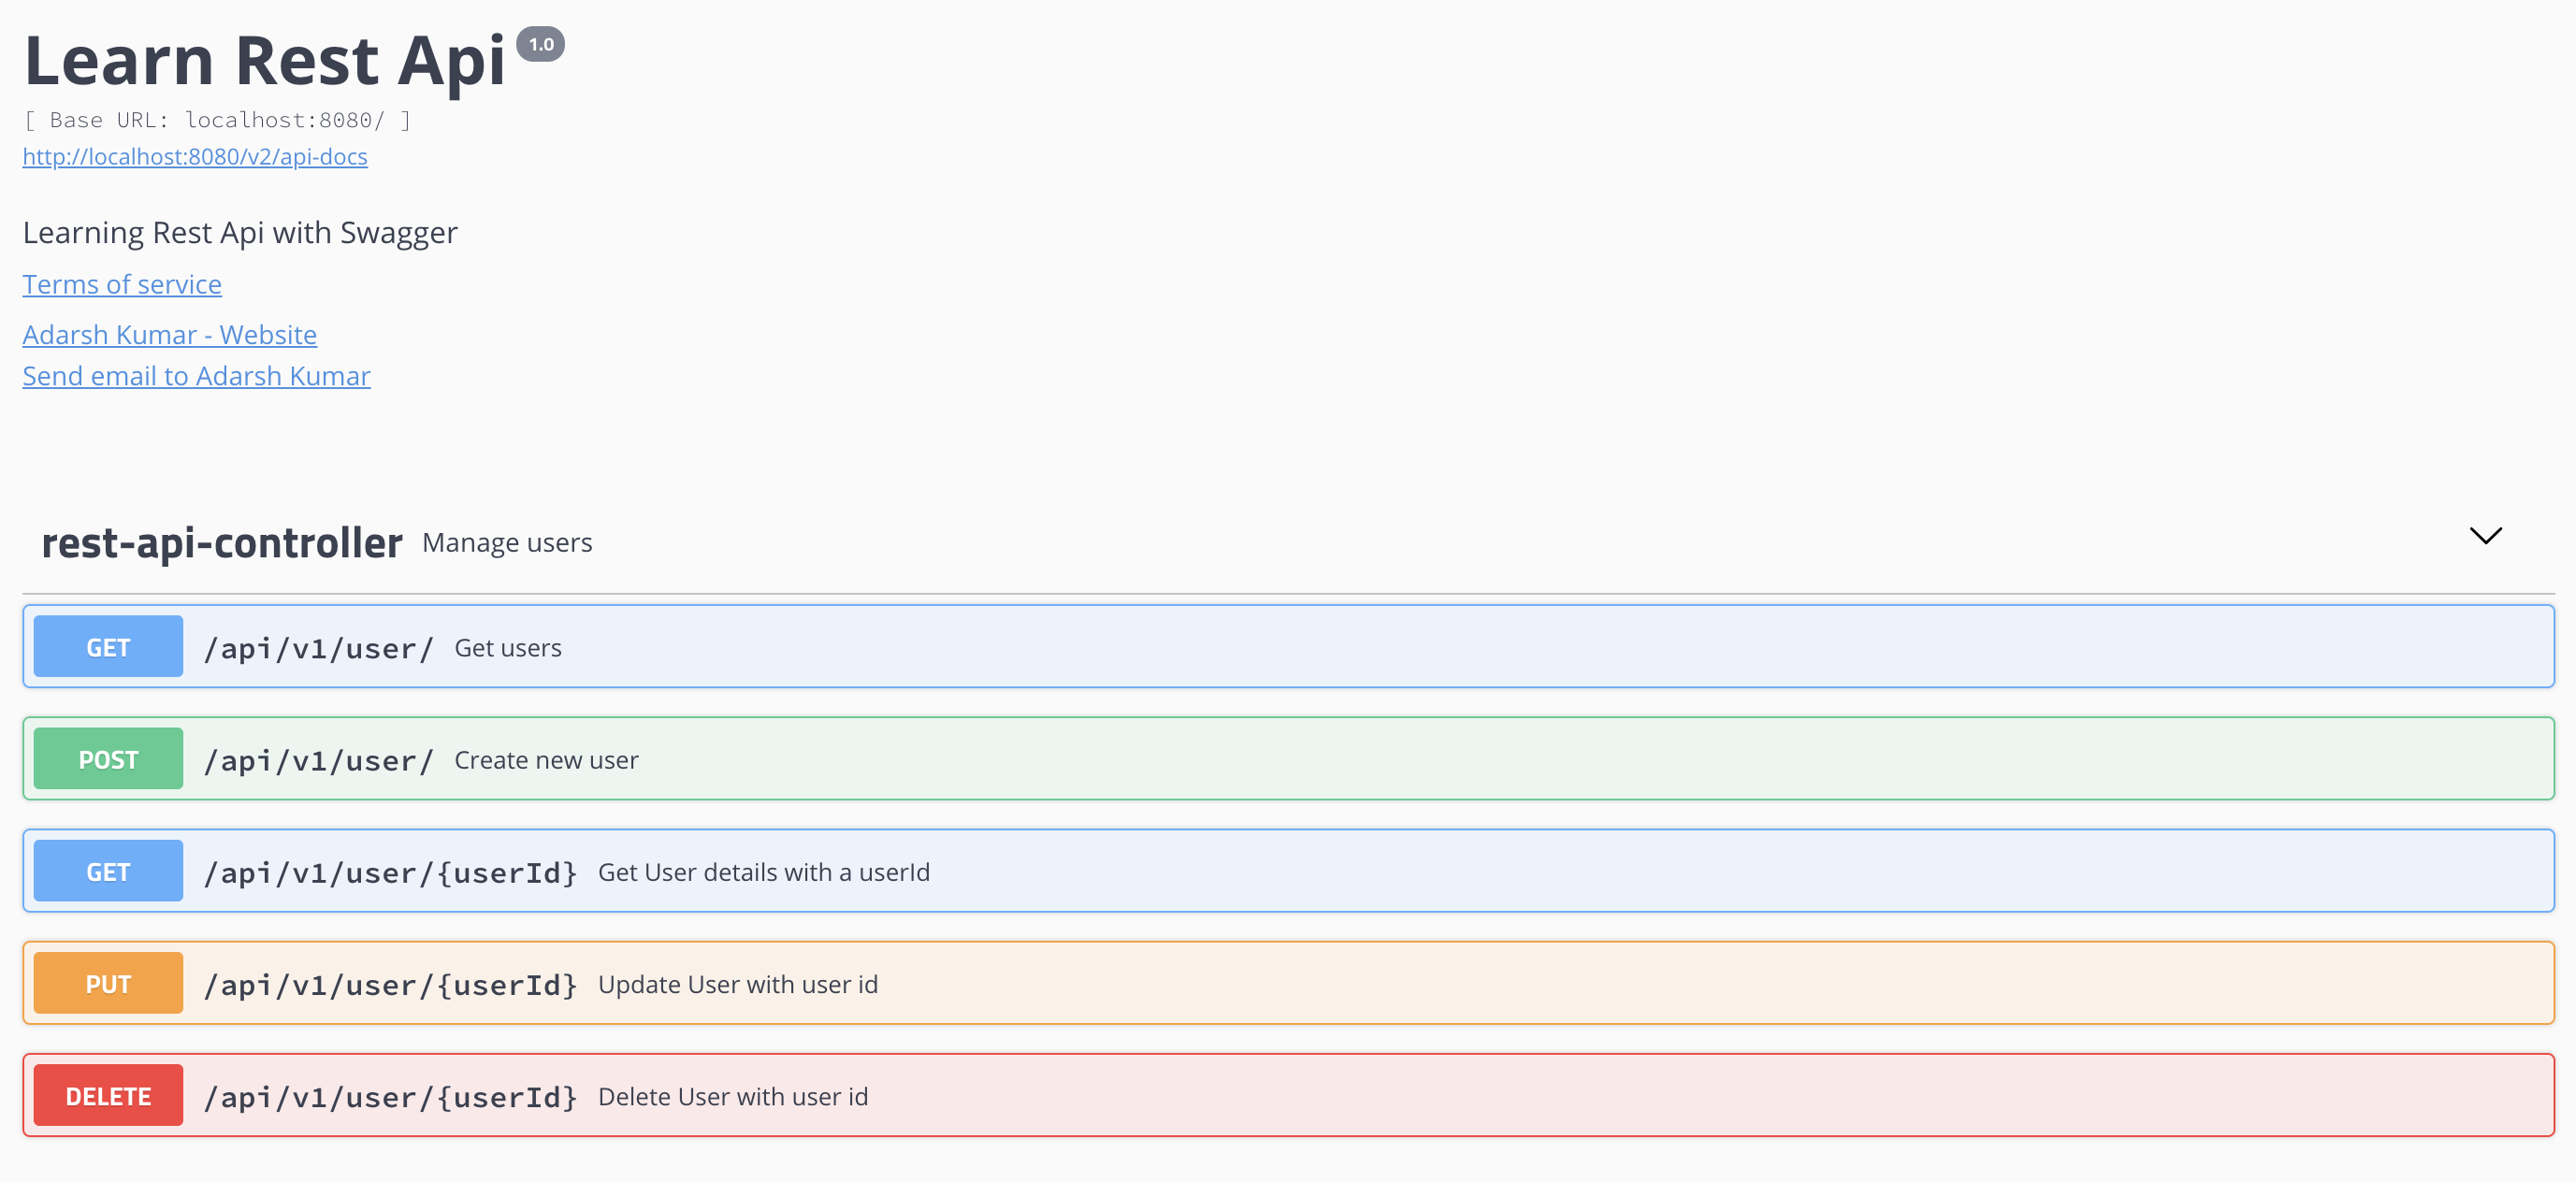 Learn Rest Api 1.0
[ Base URL: localhost:8080/ ]
http://localhost:8080/v2/api-docs
Learning Rest Api with Swagger
Terms of service
Adarsh Kumar - Website
Send email to Adarsh Kumar
rest-api-controller Manage users
GET /api/v1/user/ Get users
POST /api/v1/user/ Create new user
GET /api/v1/user/{userId} Get User details with a userId
PUT /api/v1/user/{userId} Update User with user id
DELETE /api/v1/user/{userId} Delete User with user id